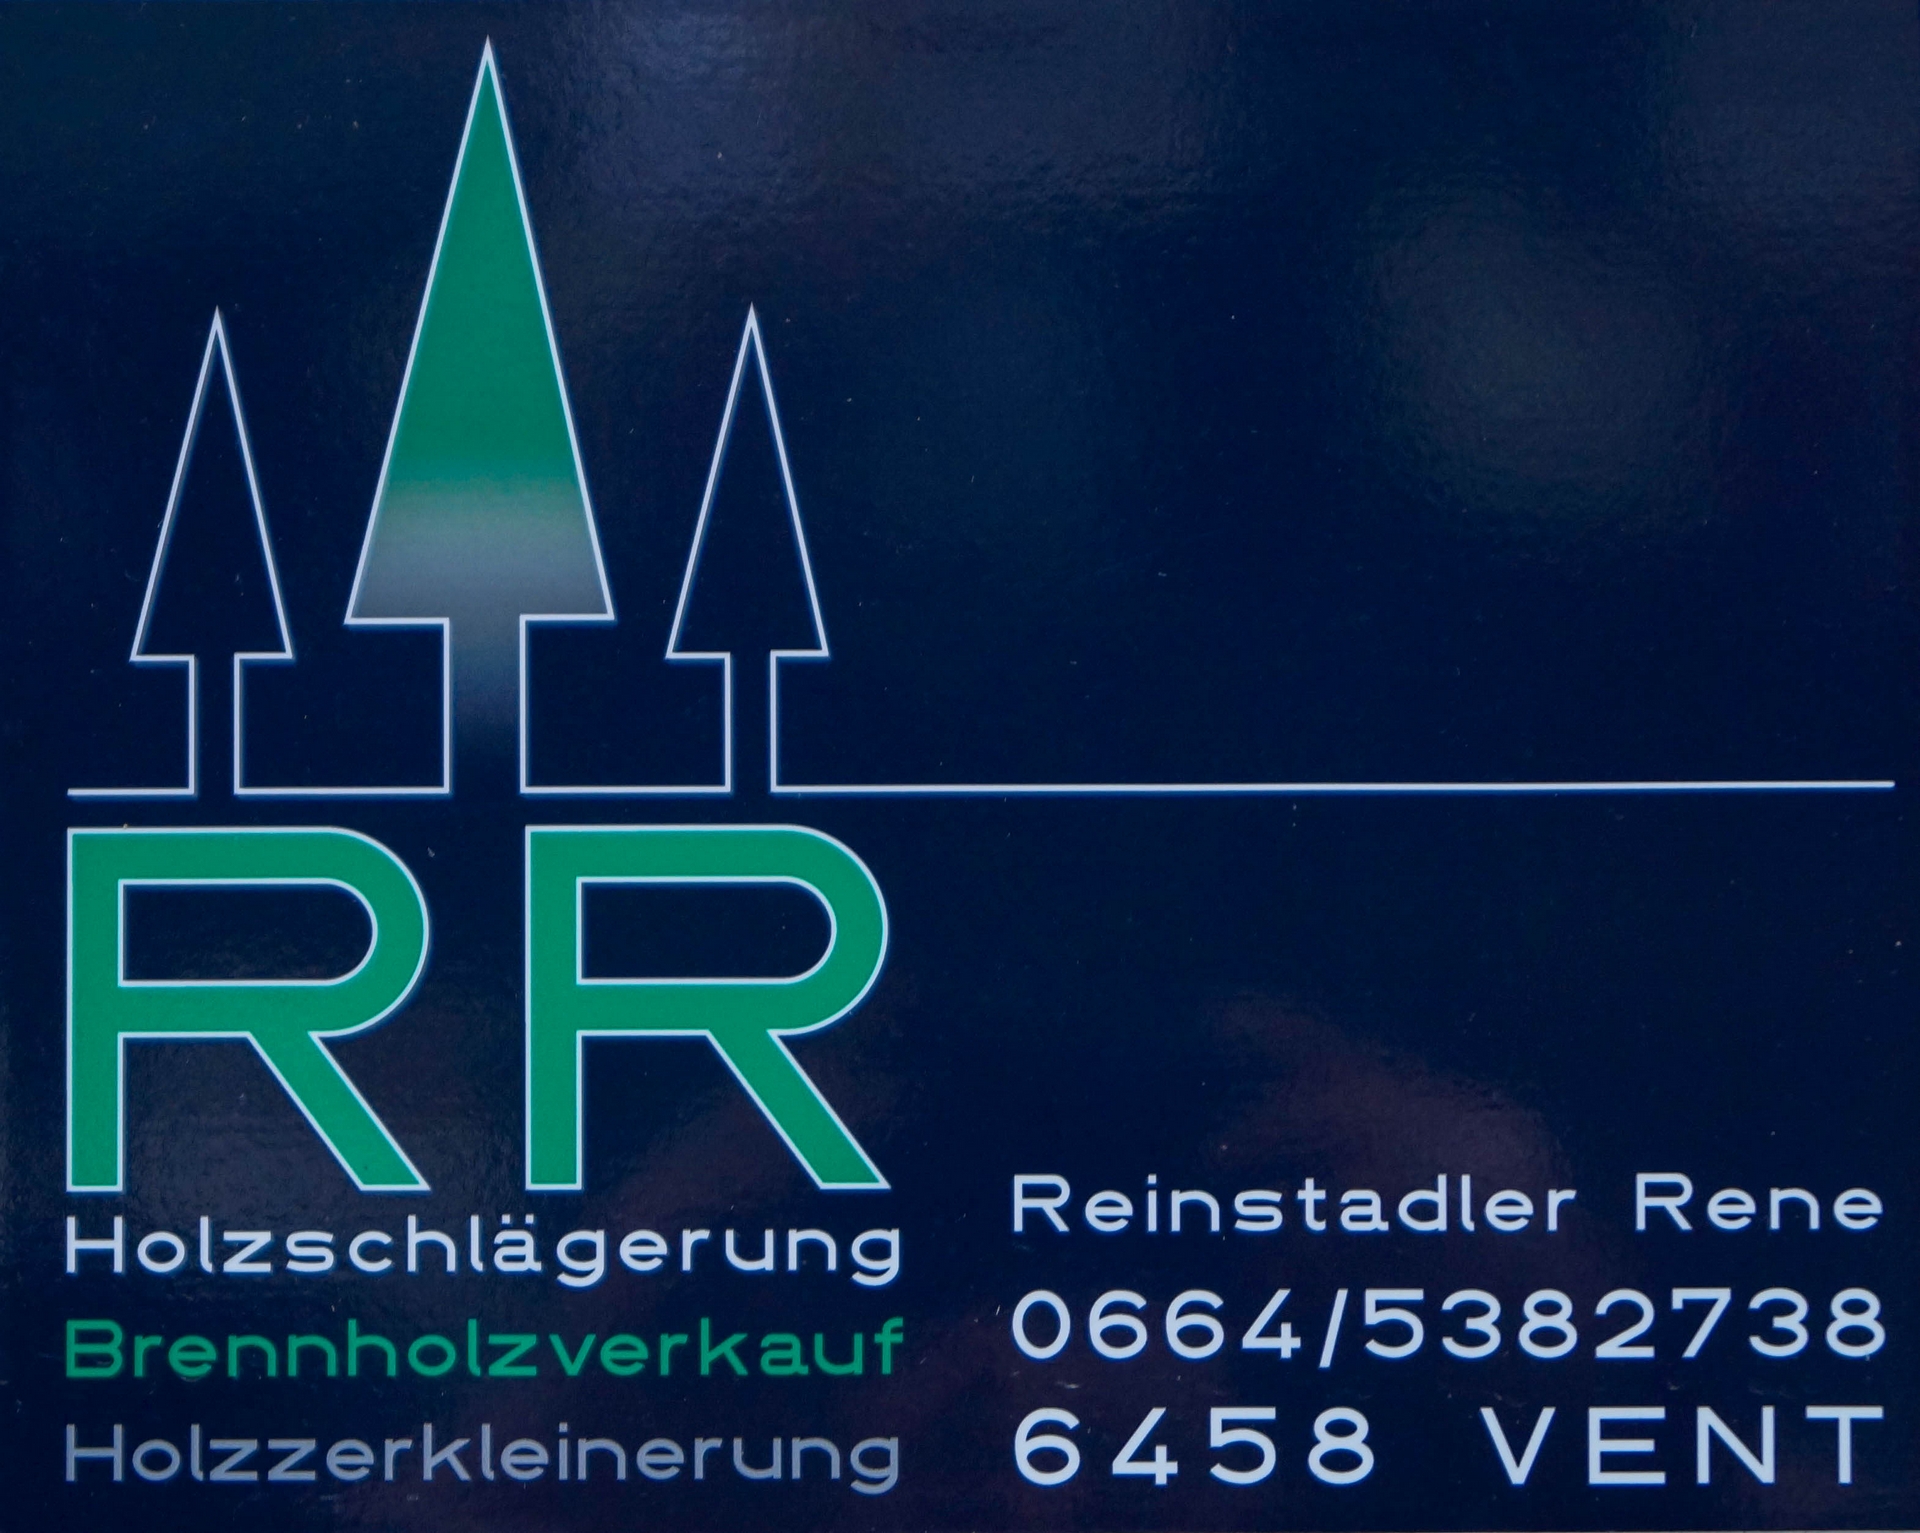 RR
Holzschlägerung
Brennholzverkauf
Holzzerkleinerung
Reinstadler Rene
0664/5382738
6458 VENT